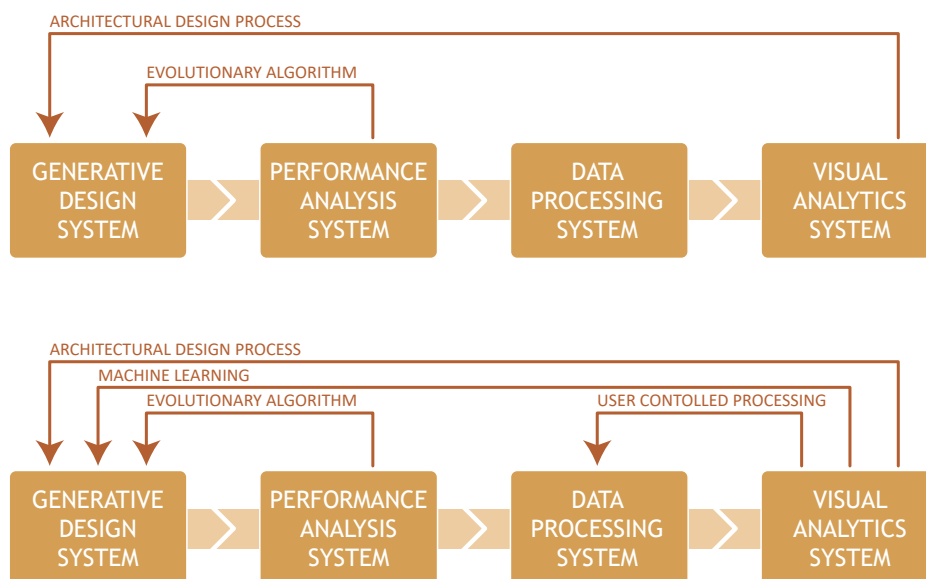 ARCHITECTURAL DESIGN PROCESS
EVOLUTIONARY ALGORITHM
GENERATIVE
DESIGN
SYSTEM
PERFORMANCE
ANALYSIS
SYSTEM
DATA
PROCESSING
SYSTEM
VISUAL
ANALYTICS
SYSTEM
ARCHITECTURAL DESIGN PROCESS
MACHINE LEARNING
EVOLUTIONARY ALGORITHM
USER CONTOLLED PROCESSING
GENERATIVE
DESIGN
SYSTEM
PERFORMANCE
ANALYSIS
SYSTEM
DATA
PROCESSING
SYSTEM
VISUAL
ANALYTICS
SYSTEM